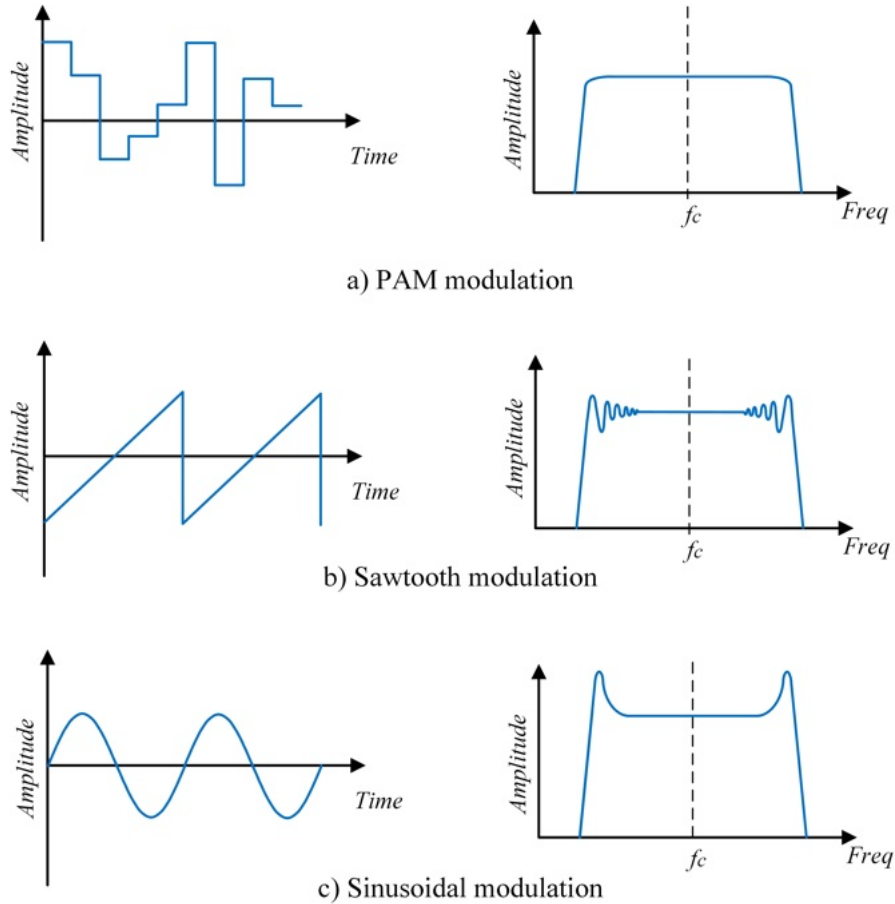 Amplitude
Time
Amplitude
fc
Freq
a) PAM modulation
Amplitude
Time
Amplitude
fc
Freq
b) Sawtooth modulation
Amplitude
Time
Amplitude
fc
Freq
c) Sinusoidal modulation